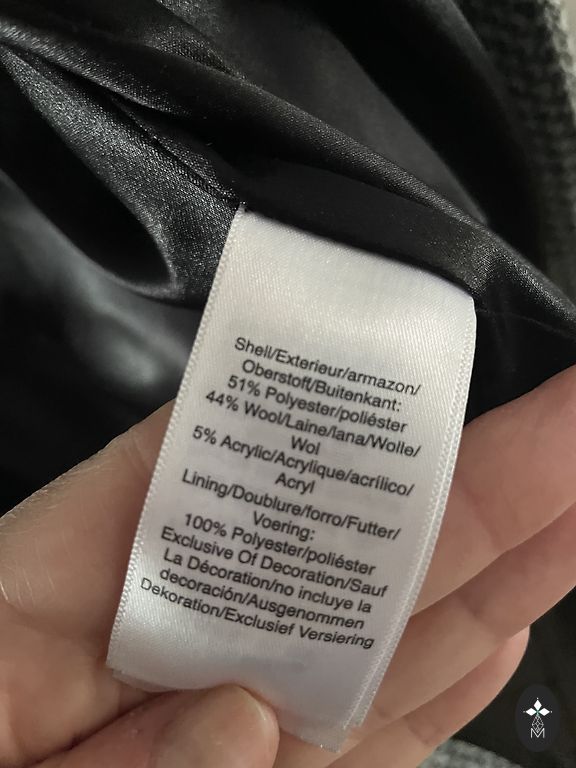 Shell/Exterieur/armazon/
Oberstoff/Buitenkant:
51% Polyester/poliéster
44% Wool/Laine/lana/Wolle/
Wol
5% Acrylic/Acrylique/acrílico/
Acryl
Lining/Doublure/forro/Futter/
Voering:
100% Polyester/poliéster
Exclusive Of Decoration/Sauf
La Décoration/no incluye la
decoración/Ausgenommen
Dekoration/Exclusief Versiering
M